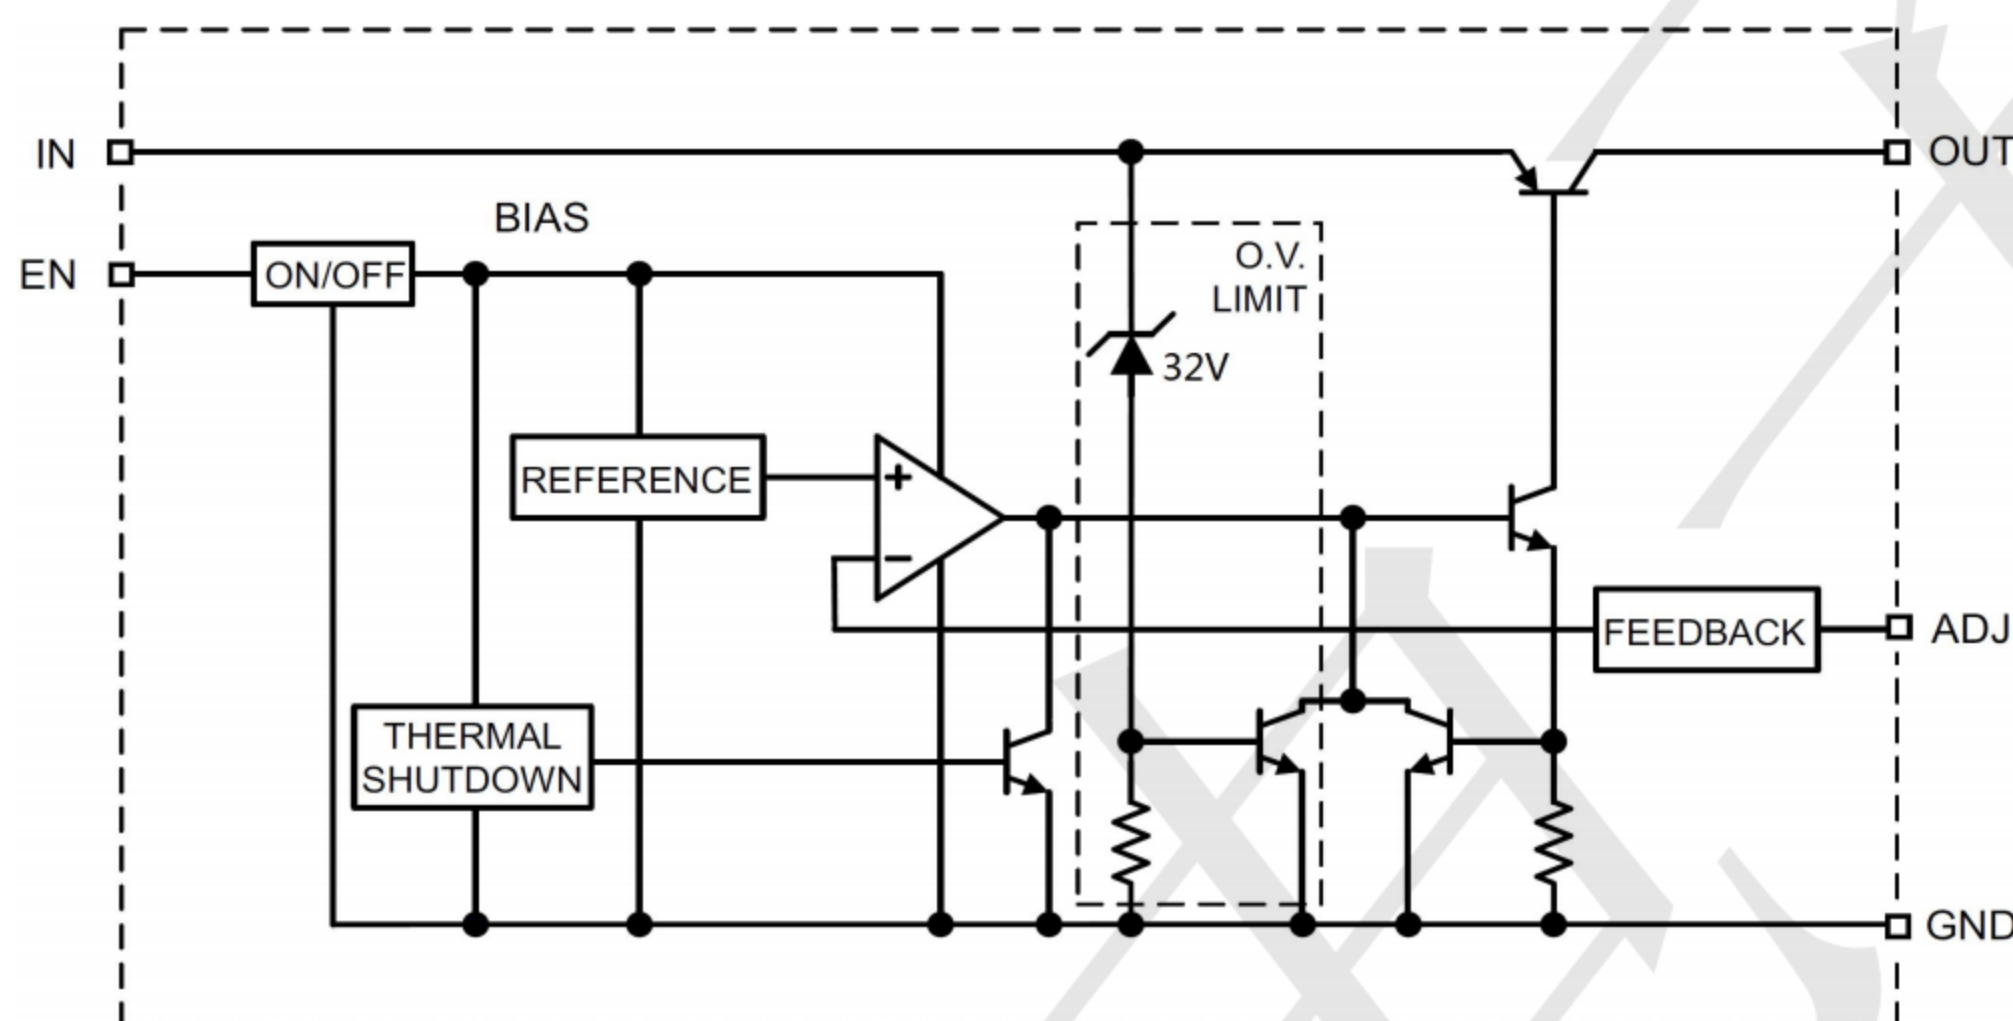 IN
OUT
BIAS
EN
ON/OFF
O.V.
LIMIT
32V
REFERENCE
+
−
FEEDBACK
ADJ
THERMAL
SHUTDOWN
GND